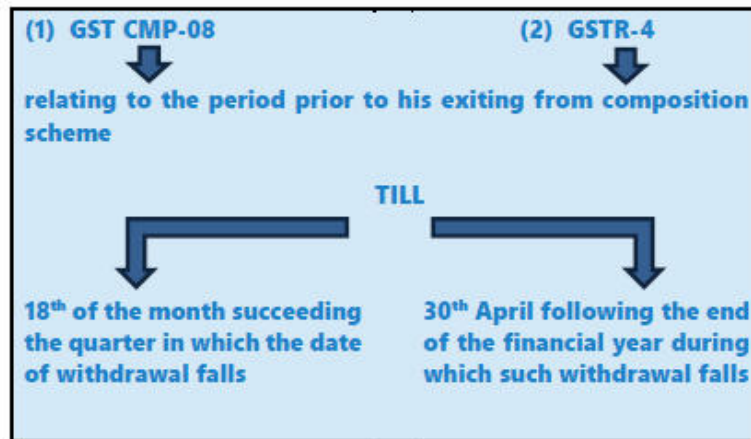 (1) GST CMP-08 (2) GSTR-4
relating to the period prior to his exiting from composition
scheme
TILL
18th of the month succeeding
the quarter in which the date
of withdrawal falls
30th April following the end
of the financial year during
which such withdrawal falls